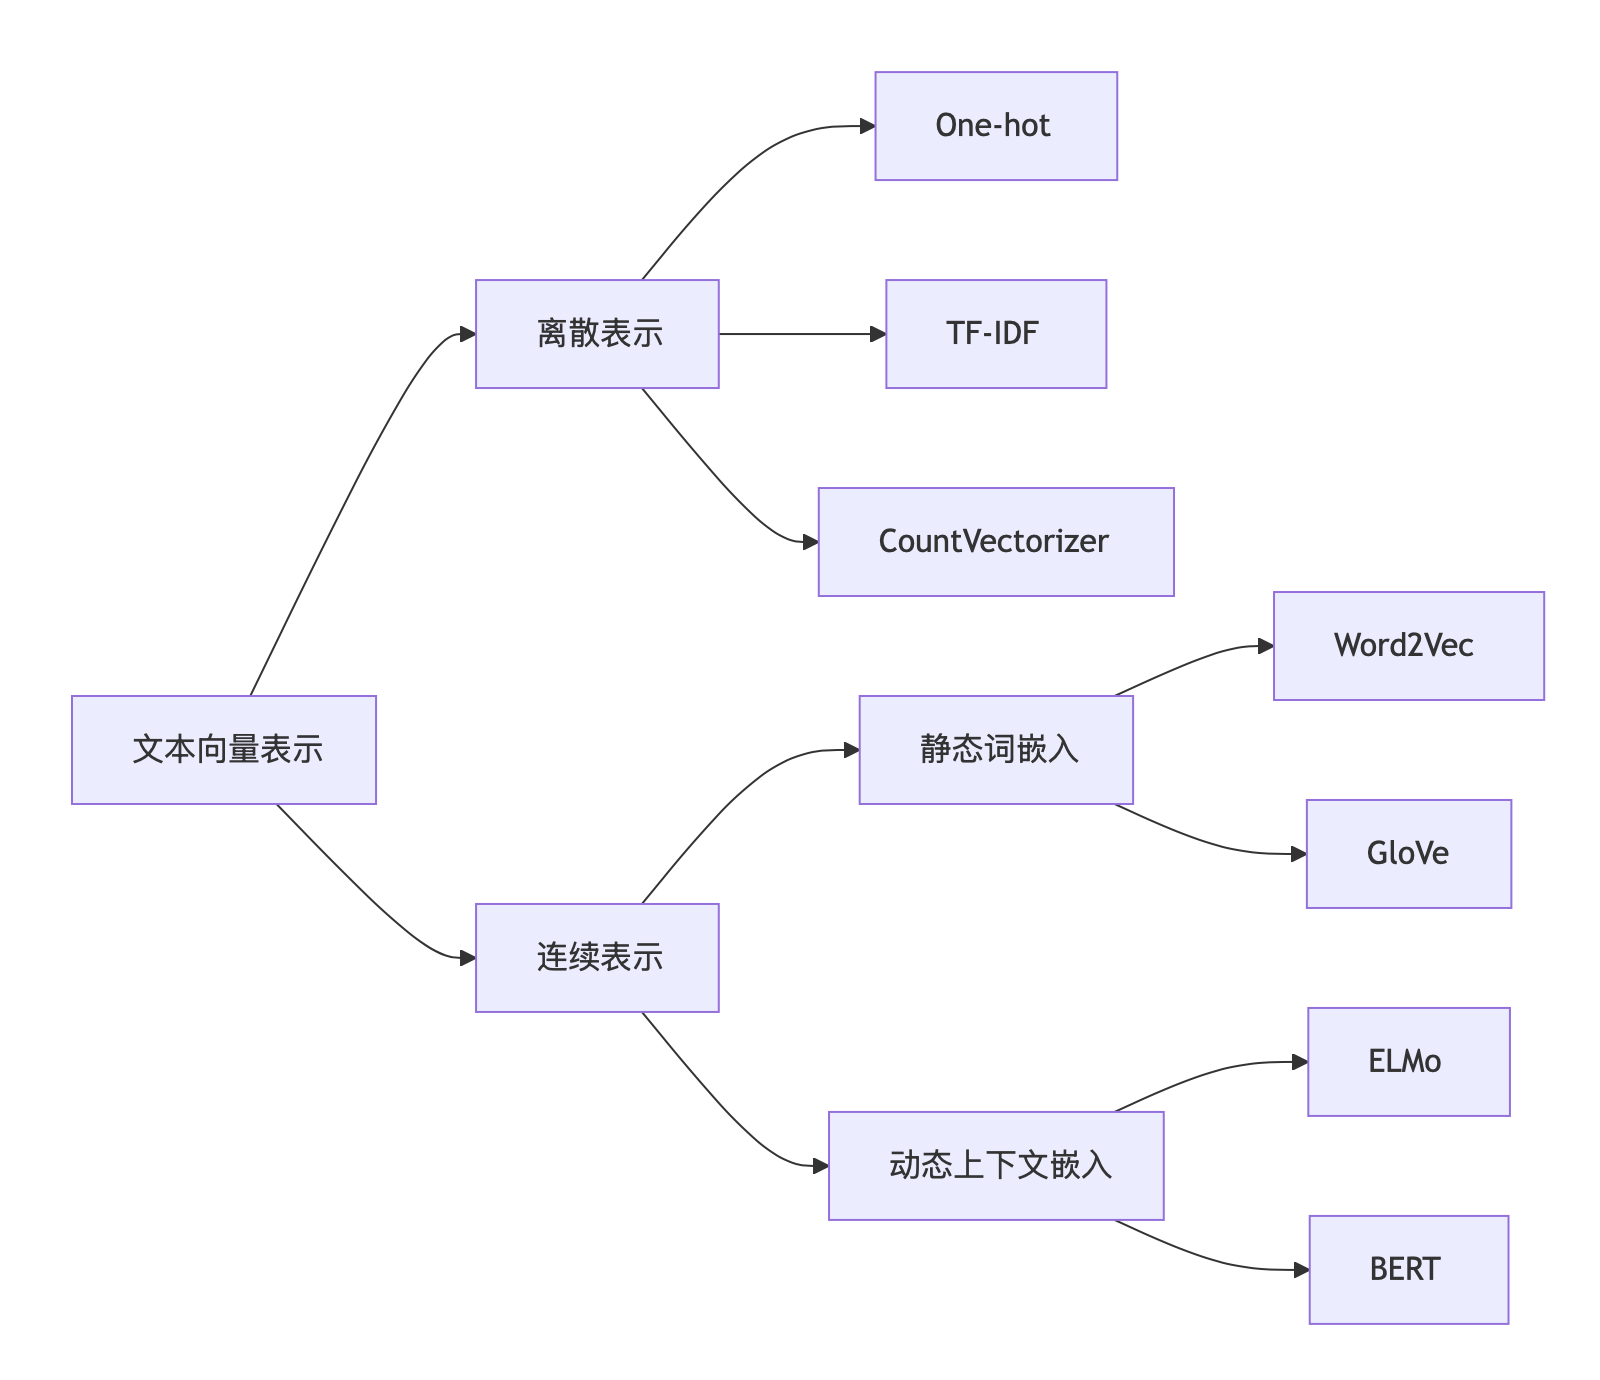 One-hot
离散表示
TF-IDF
CountVectorizer
Word2Vec
文本向量表示
静态词嵌入
GloVe
连续表示
ELMo
动态上下文嵌入
BERT